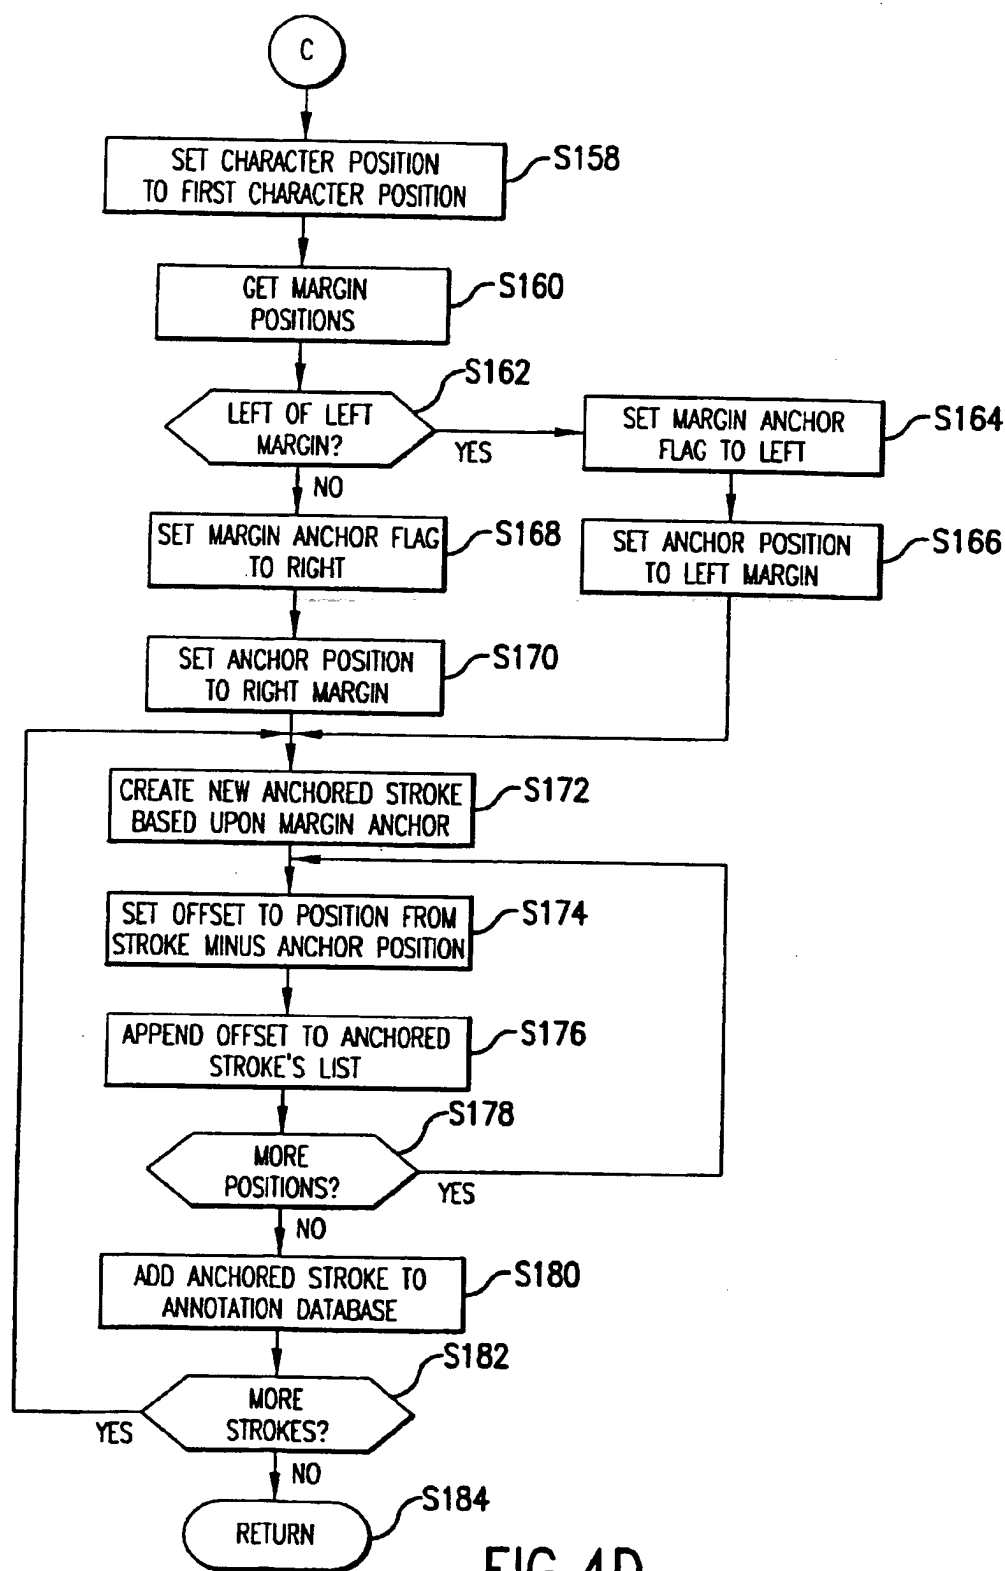 C
SET CHARACTER POSITION
TO FIRST CHARACTER POSITION
S158
GET MARGIN
POSITIONS
S160
LEFT OF LEFT
MARGIN?
S162
YES
NO
SET MARGIN ANCHOR
FLAG TO LEFT
S164
SET ANCHOR POSITION
TO LEFT MARGIN
S166
SET MARGIN ANCHOR FLAG
TO RIGHT
S168
SET ANCHOR POSITION
TO RIGHT MARGIN
S170
CREATE NEW ANCHORED STROKE
BASED UPON MARGIN ANCHOR
S172
SET OFFSET TO POSITION FROM
STROKE MINUS ANCHOR POSITION
S174
APPEND OFFSET TO ANCHORED
STROKE'S LIST
S176
MORE
POSITIONS?
S178
YES
NO
ADD ANCHORED STROKE TO
ANNOTATION DATABASE
S180
MORE
STROKES?
S182
YES
NO
RETURN
S184
FIG.4D